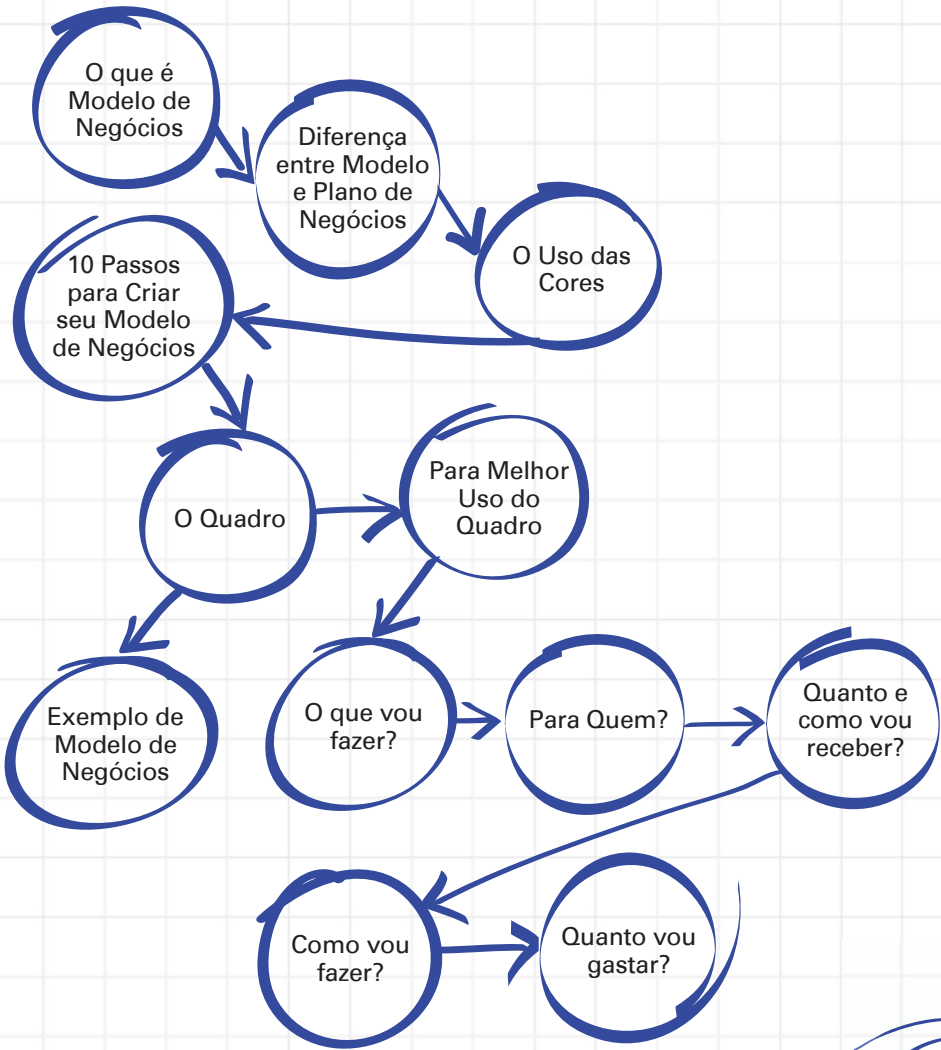 O que é
Modelo de
Negócios
Diferença
entre Modelo
e Plano de
Negócios
O Uso das
Cores
10 Passos
para Criar
seu Modelo
de Negócios
O Quadro
Para Melhor
Uso do
Quadro
Exemplo de
Modelo de
Negócios
O que vou
fazer?
Para Quem?
Quanto e
como vou
receber?
Como vou
fazer?
Quanto vou
gastar?